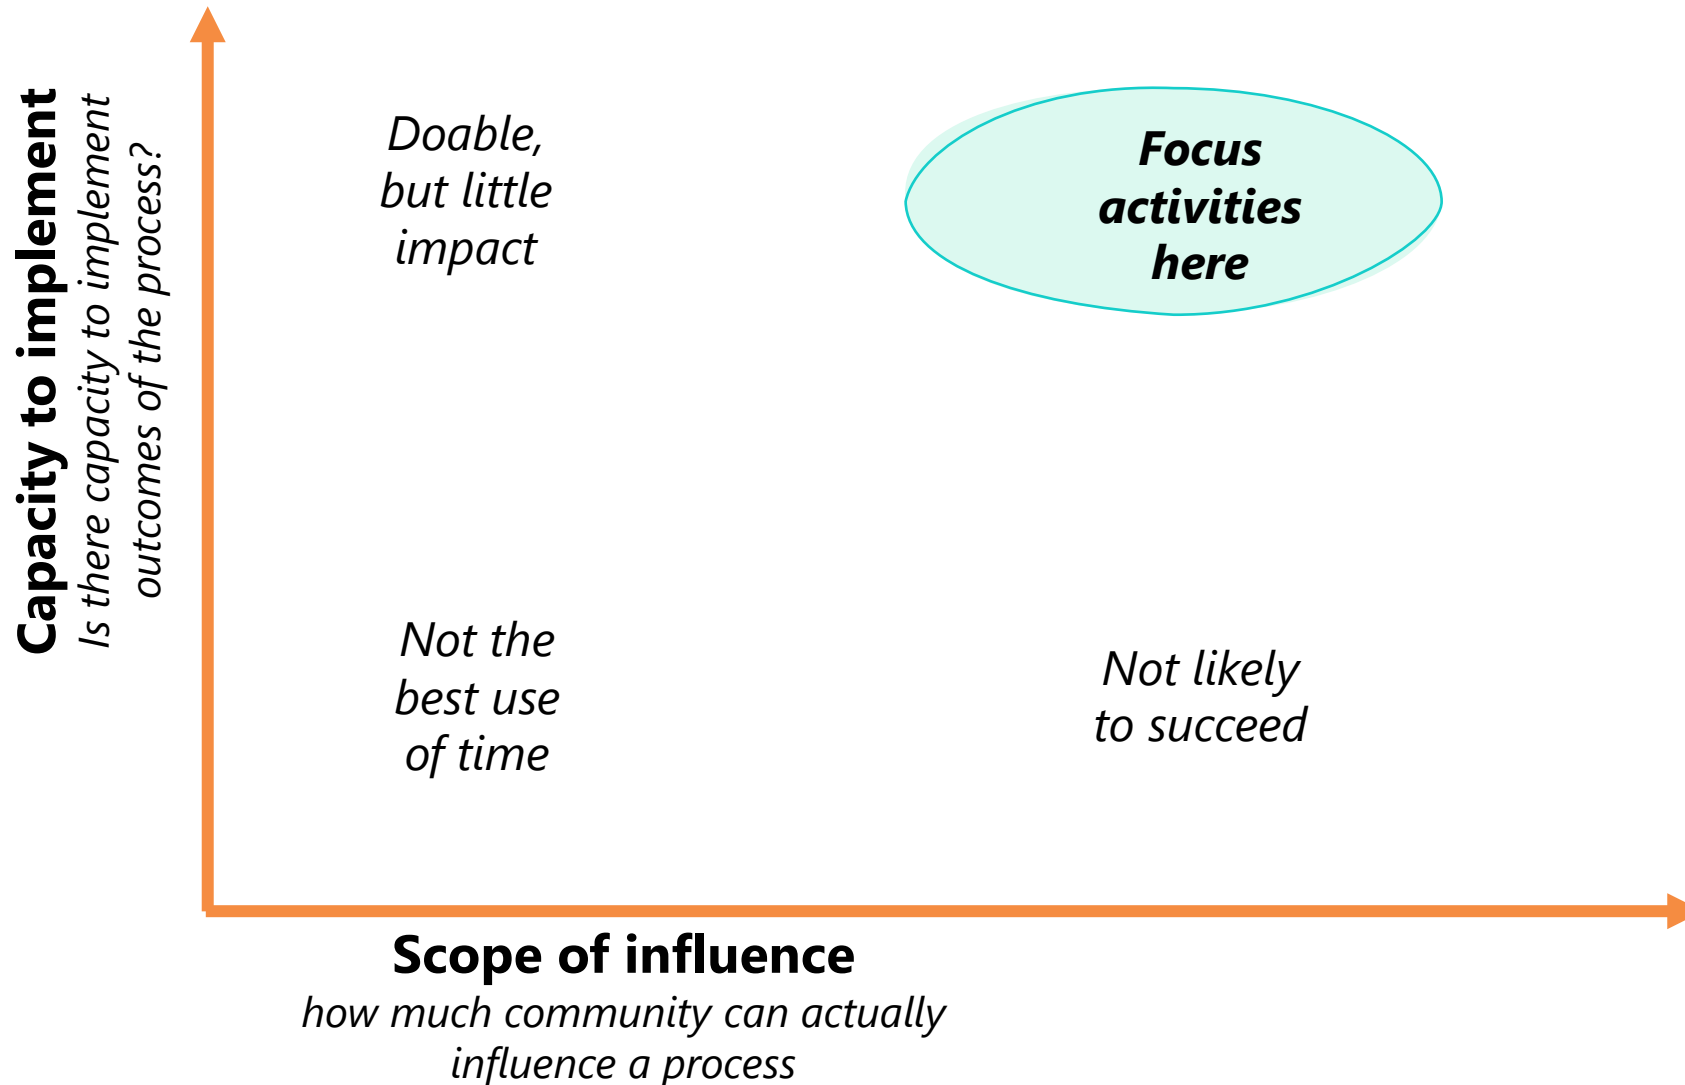 Capacity to implement
Is there capacity to implement
outcomes of the process?
Doable,
but little
impact
Focus
activities
here
Not the
best use
of time
Not likely
to succeed
Scope of influence
how much community can actually
influence a process